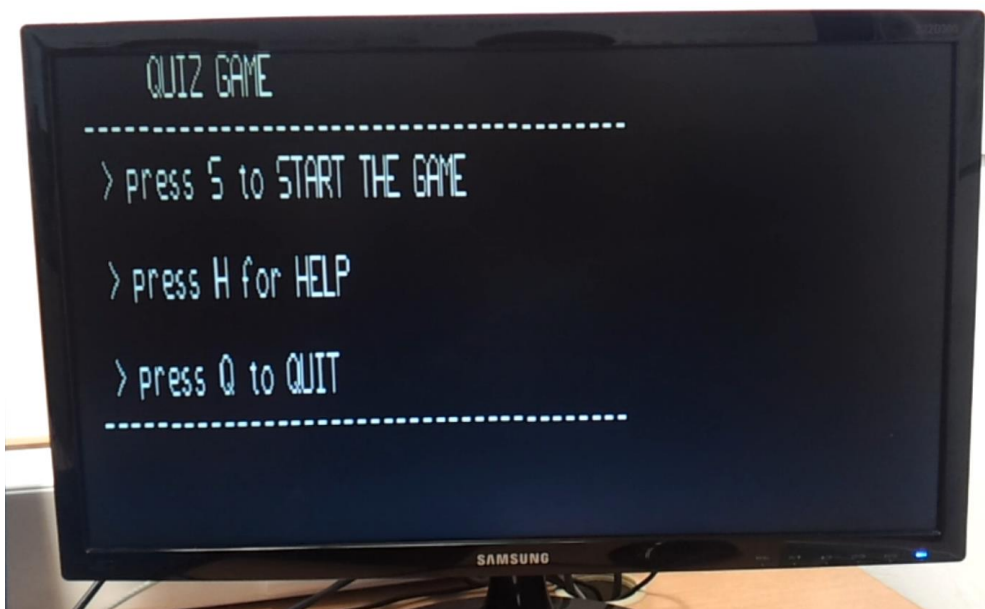 QUIZ GAME
--------------------------------------------------
> press S to START THE GAME
> press H for HELP
> press Q to QUIT
------------------------------------------------
SAMSUNG